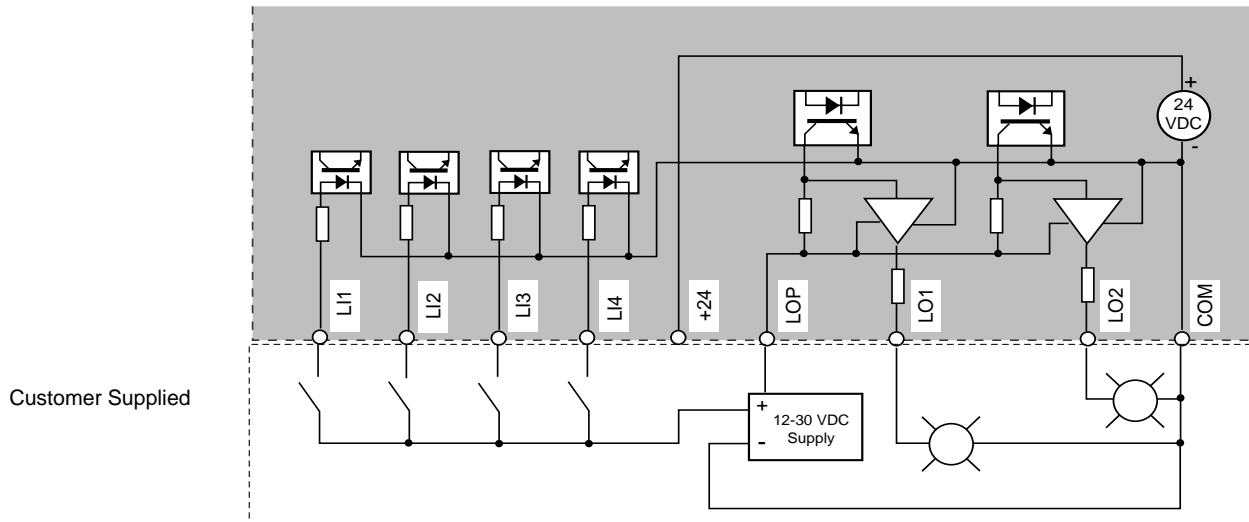 +
24
VDC
-
LI1
LI2
LI3
LI4
+24
LOP
LO1
LO2
COM
Customer Supplied
+
12-30 VDC
Supply
-